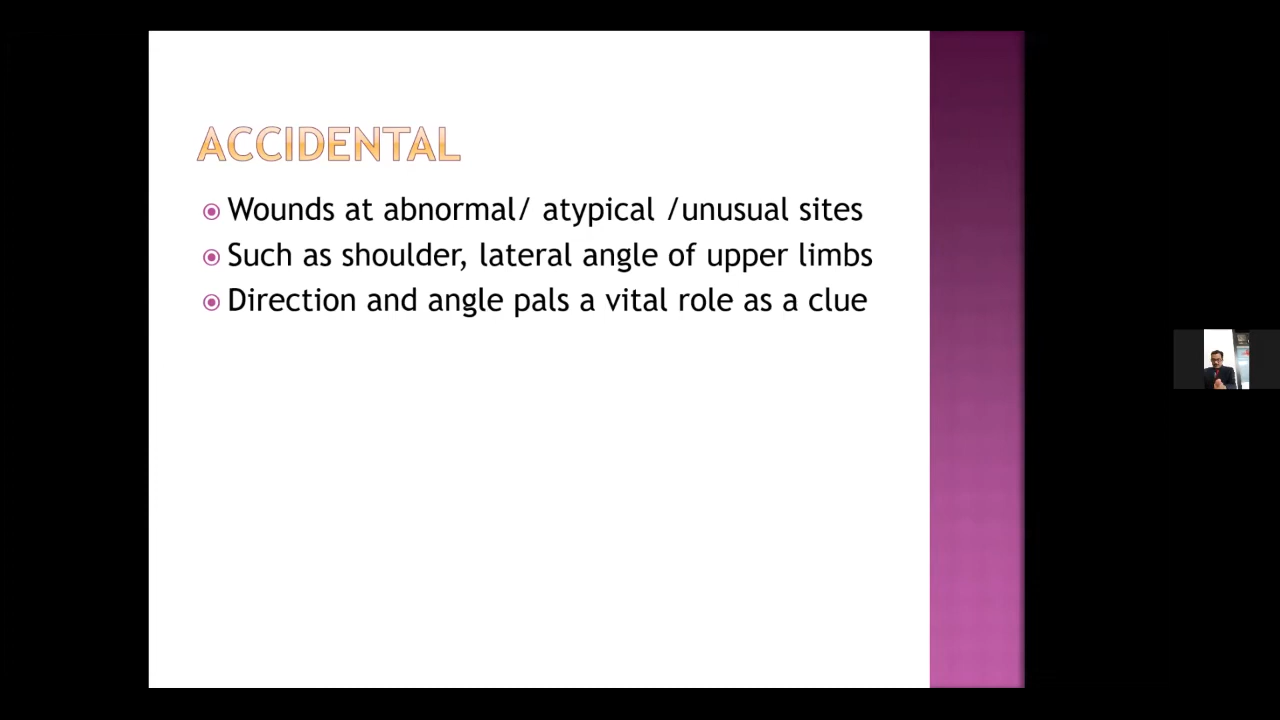 ACCIDENTAL
Wounds at abnormal/ atypical /unusual sites
Such as shoulder, lateral angle of upper limbs
Direction and angle pals a vital role as a clue